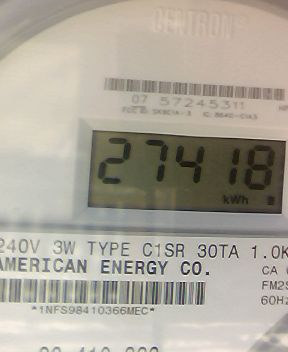 CENTRON
07 57245311
27418
kWh
240V 3W TYPE C1SR 30TA 1.0K
AMERICAN ENERGY CO.
CA
FM2S
60Hz
*1NFS98410366MEC*